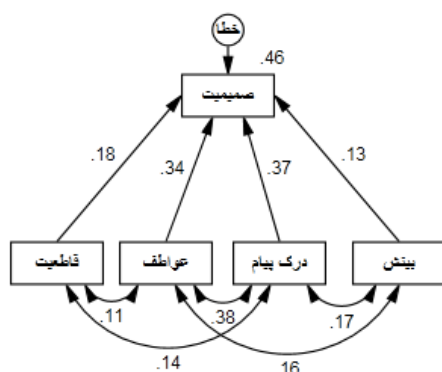 خطا
.46
صمیمیت
.18
.34
.37
.13
قاطعیت
عواطف
درک پیام
بینش
.11
.38
.17
.14
.16